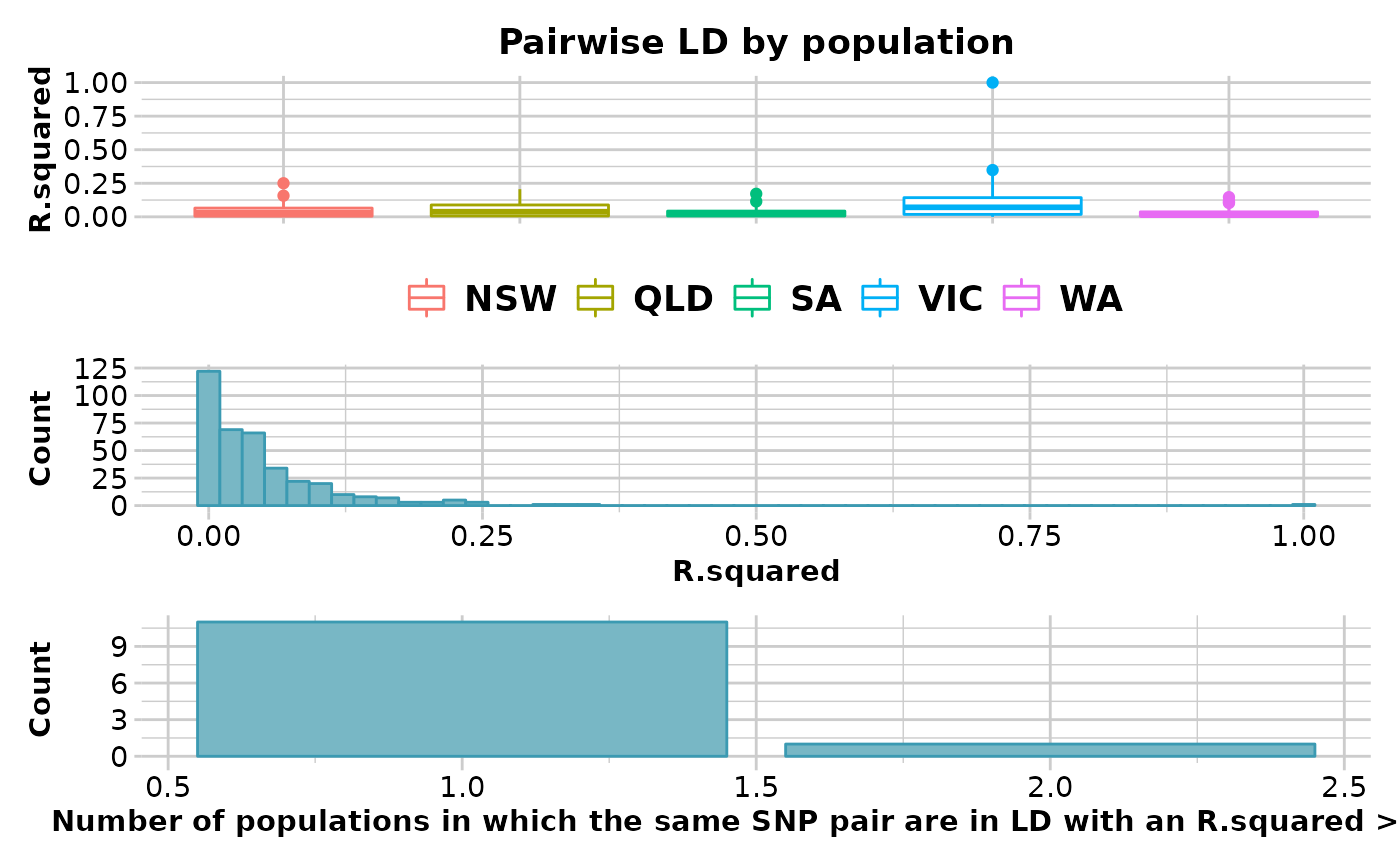 Pairwise LD by population
R.squared
1.00
0.75
0.50
0.25
0.00
NSW QLD SA VIC WA
Count
125
100
75
50
25
0
0.00 0.25 0.50 0.75 1.00
R.squared
Count
9
6
3
0
0.5 1.0 1.5 2.0 2.5
Number of populations in which the same SNP pair are in LD with an R.squared >